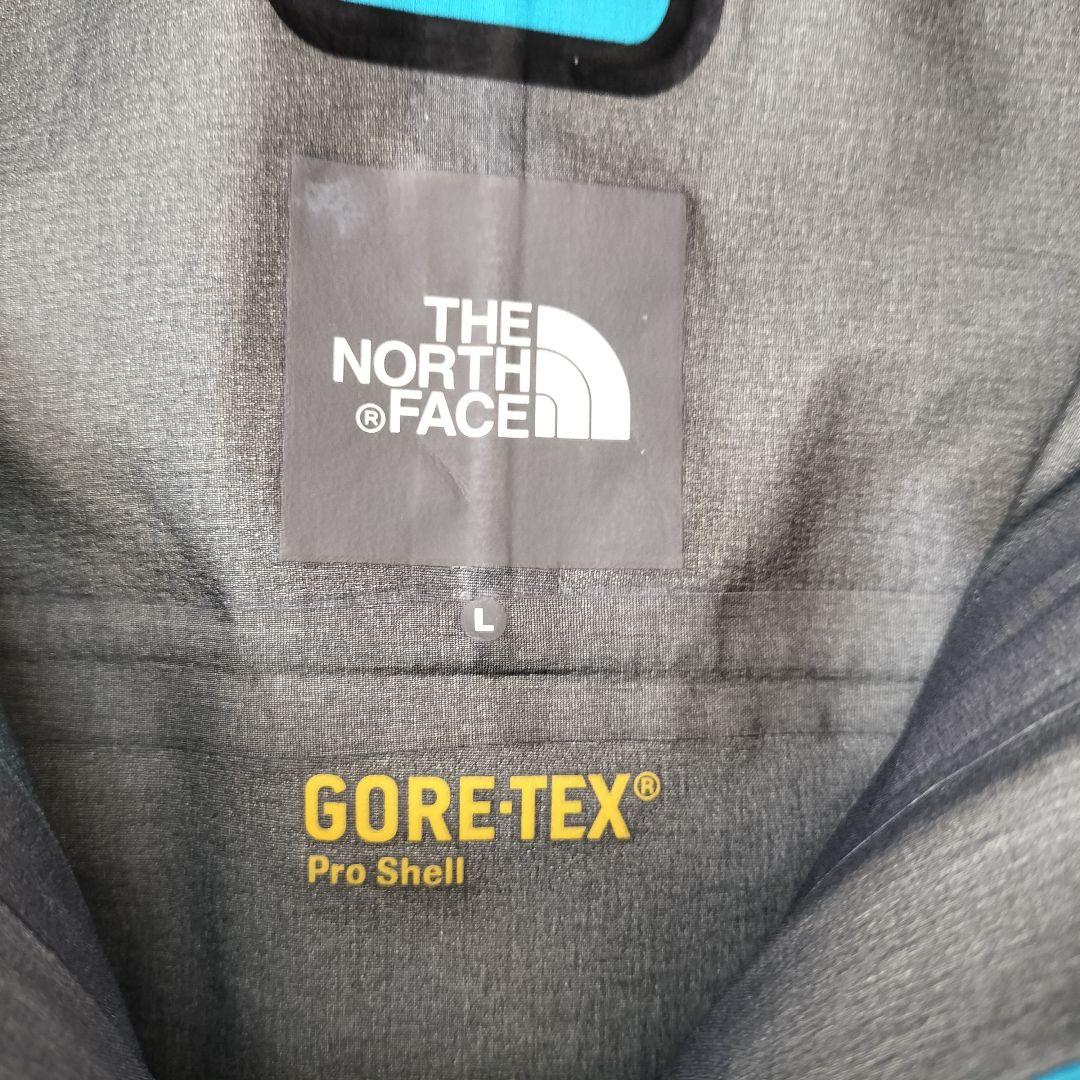 THE
NORTH
®FACE
L
GORE-TEX®
Pro Shell